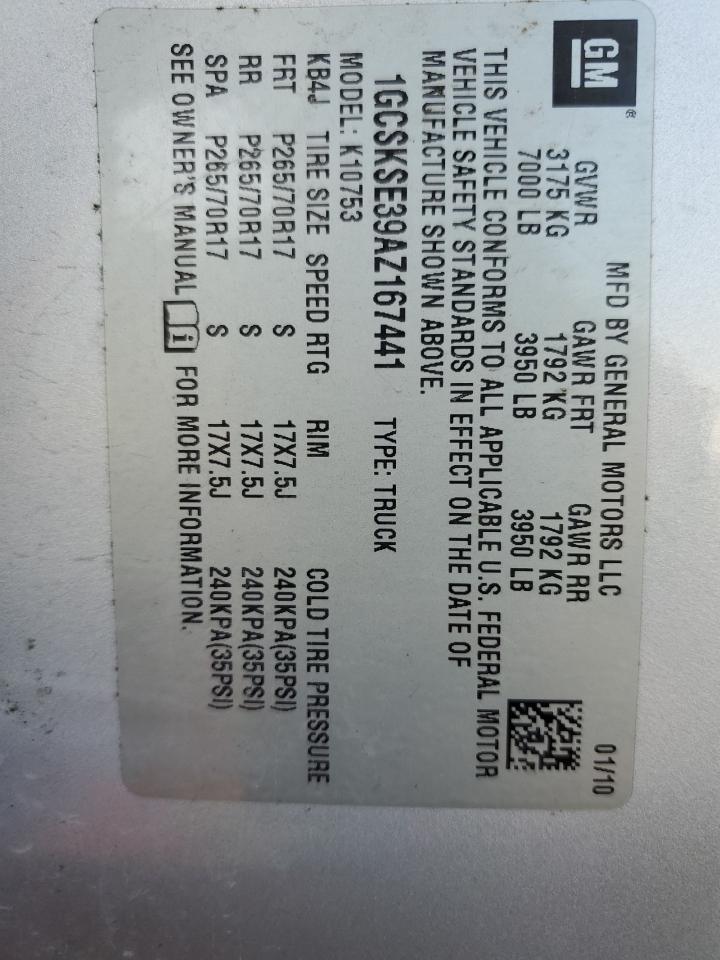 GM®
MFD BY GENERAL MOTORS LLC 01/10
GVWR GAWR FRT GAWR RR
3175 KG 1792 KG 1792 KG
7000 LB 3950 LB 3950 LB
THIS VEHICLE CONFORMS TO ALL APPLICABLE U.S. FEDERAL MOTOR
VEHICLE SAFETY STANDARDS IN EFFECT ON THE DATE OF
MANUFACTURE SHOWN ABOVE.
1GCSKSE39AZ167441 TYPE: TRUCK
MODEL: K10753
KB4J TIRE SIZE SPEED RTG RIM COLD TIRE PRESSURE
FRT P265/70R17 S 17X7.5J 240KPA(35PSI)
RR P265/70R17 S 17X7.5J 240KPA(35PSI)
SPA P265/70R17 S 17X7.5J 240KPA(35PSI)
SEE OWNER'S MANUAL i FOR MORE INFORMATION.